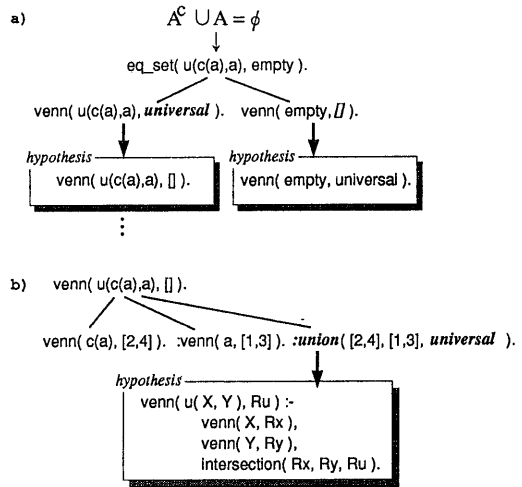 a) Aᶜ ∪ A = ϕ
↓
eq_set( u(c(a),a), empty ).
venn( u(c(a),a), universal ). venn( empty, [] ).
hypothesis hypothesis
venn( u(c(a),a), [] ). venn( empty, universal ).
⋮
b) venn( u(c(a),a), [] ).
venn( c(a), [2,4] ). :venn( a, [1,3] ). :union( [2,4], [1,3], universal ).
hypothesis
venn( u( X, Y ), Ru ) :-
venn( X, Rx ),
venn( Y, Ry ),
intersection( Rx, Ry, Ru ).